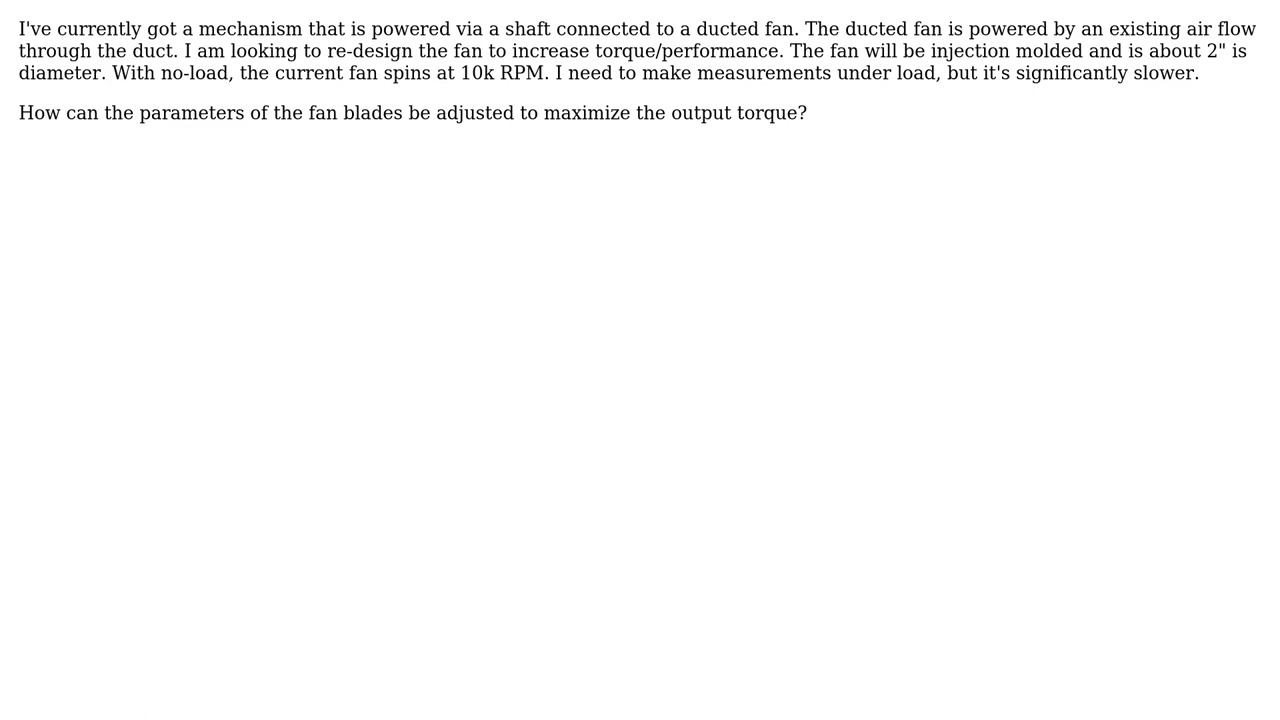 I've currently got a mechanism that is powered via a shaft connected to a ducted fan. The ducted fan is powered by an existing air flow
through the duct. I am looking to re-design the fan to increase torque/performance. The fan will be injection molded and is about 2" is
diameter. With no-load, the current fan spins at 10k RPM. I need to make measurements under load, but it's significantly slower.
How can the parameters of the fan blades be adjusted to maximize the output torque?